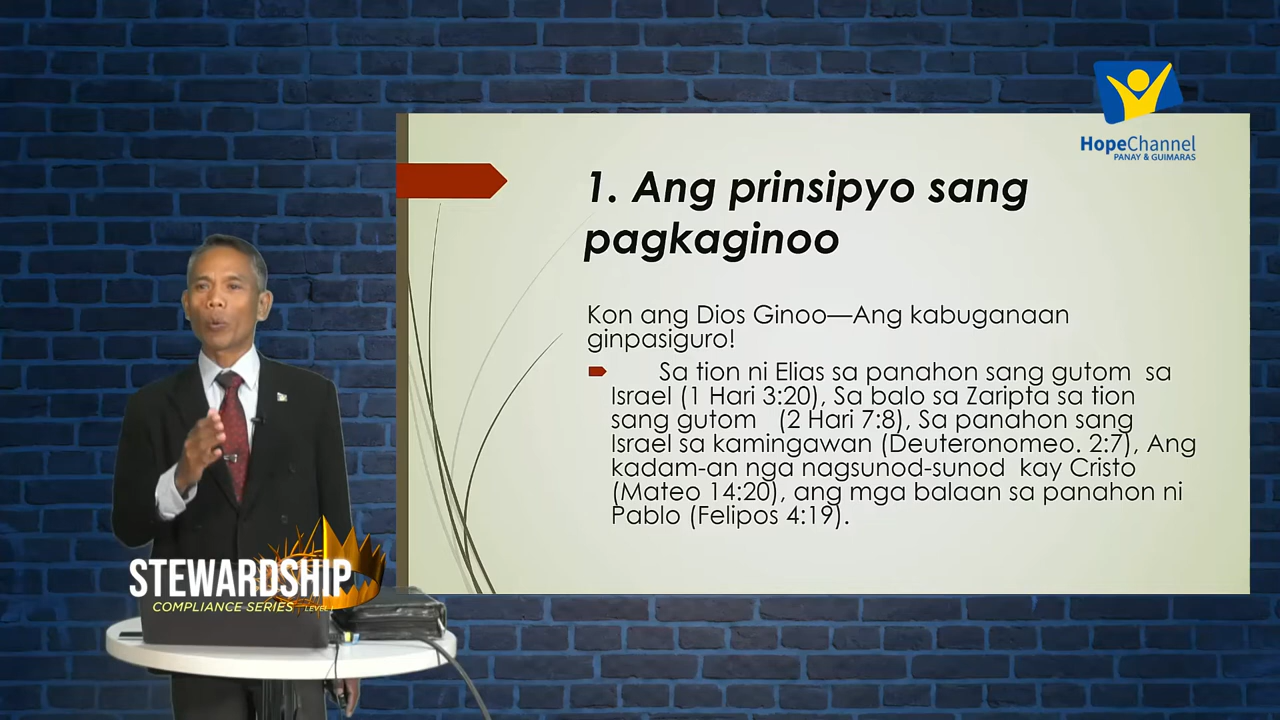 HopeChannel
PANAY & GUIMARAS
1. Ang prinsipyo sang
pagkaginoo
Kon ang Dios Ginoo—Ang kabuganaan
ginpasiguro!
Sa tion ni Elias sa panahon sang gutom sa
Israel (1 Hari 3:20), Sa balo sa Zaripta sa tion
sang gutom (2 Hari 7:8), Sa panahon sang
Israel sa kamingawan (Deuteronomeo. 2:7), Ang
kadam-an nga nagsunod-sunod kay Cristo
(Mateo 14:20), ang mga balaan sa panahon ni
Pablo (Felipos 4:19).
STEWARDSHIP
COMPLIANCE SERIES LEVEL I